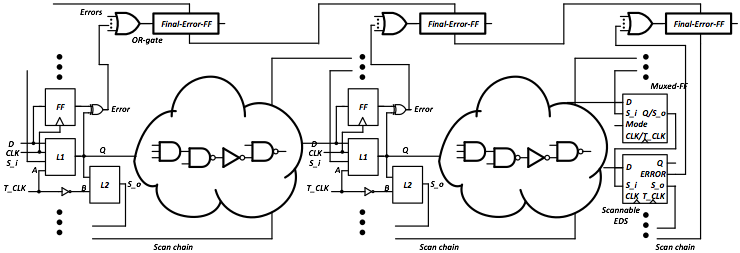 Errors
OR-gate
Final-Error-FF
Final-Error-FF
Final-Error-FF
FF
Error
D
CLK
S_i
L1
Q
A
T_CLK
B
L2
S_o
Scan chain
FF
Error
D
CLK
S_i
L1
Q
A
T_CLK
B
L2
S_o
Scan chain
Muxed-FF
D
S_i Q/S_o
Mode
CLK/T_CLK
D Q
ERROR
S_i S_o
CLK T_CLK
Scannable
EDS
Scan chain